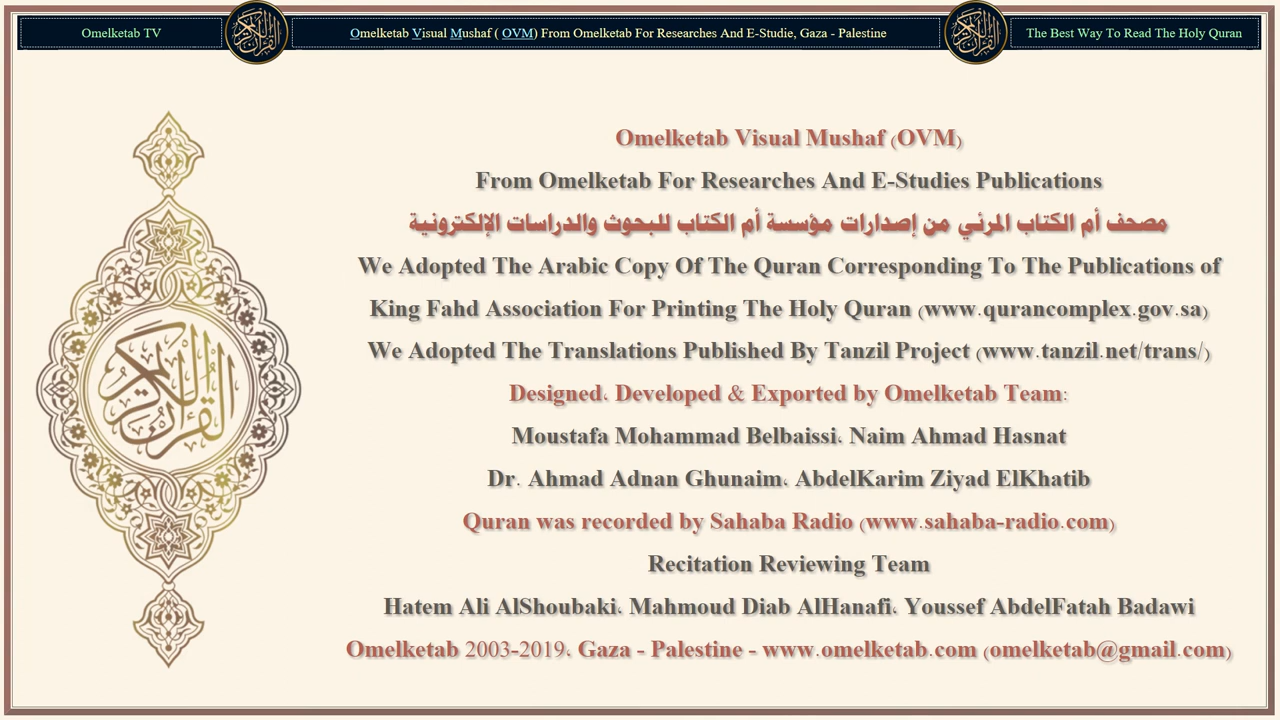 Omelketab TV
Omelketab Visual Mushaf ( OVM) From Omelketab For Researches And E-Studie, Gaza - Palestine
The Best Way To Read The Holy Quran
Omelketab Visual Mushaf (OVM)
From Omelketab For Researches And E-Studies Publications
مصحف أم الكتاب المرئي من إصدارات مؤسسة أم الكتاب للبحوث والدراسات الإلكترونية
We Adopted The Arabic Copy Of The Quran Corresponding To The Publications of
King Fahd Association For Printing The Holy Quran (www.qurancomplex.gov.sa)
We Adopted The Translations Published By Tanzil Project (www.tanzil.net/trans/)
Designed، Developed & Exported by Omelketab Team:
Moustafa Mohammad Belbaissi، Naim Ahmad Hasnat
Dr. Ahmad Adnan Ghunaim، AbdelKarim Ziyad ElKhatib
Quran was recorded by Sahaba Radio (www.sahaba-radio.com)
Recitation Reviewing Team
Hatem Ali AlShoubaki، Mahmoud Diab AlHanafi، Youssef AbdelFatah Badawi
Omelketab 2003-2019، Gaza - Palestine - www.omelketab.com (omelketab@gmail.com)
القرآن الكريم